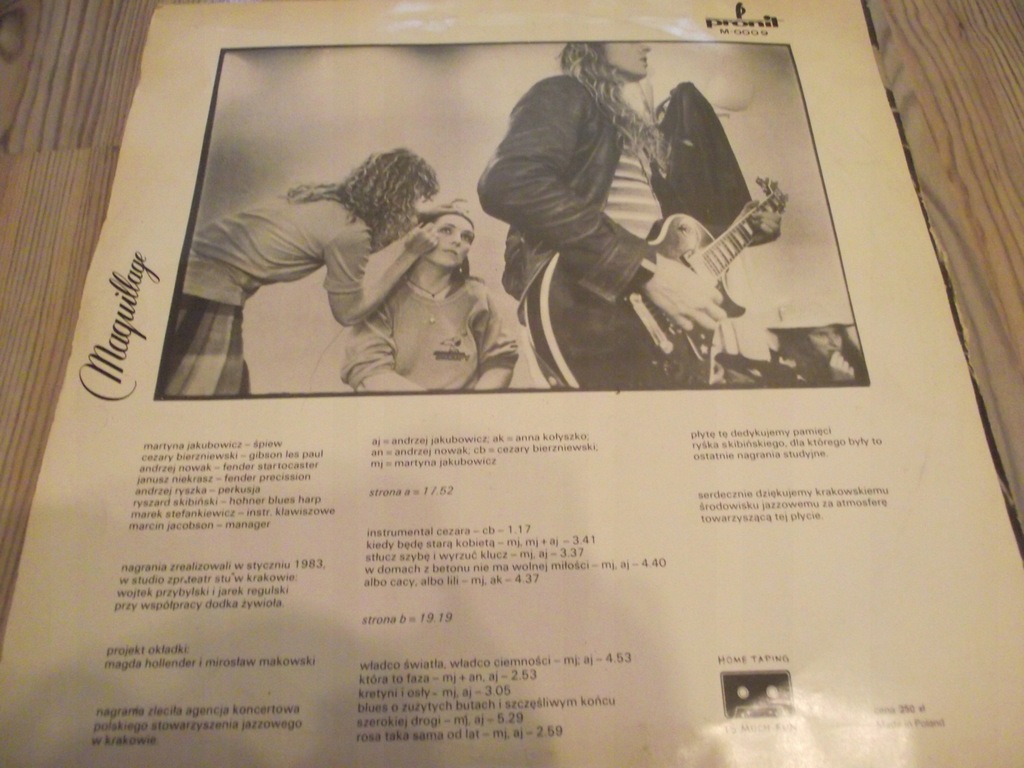 pronit
M-0009
Maquillage
martyna jakubowicz – śpiew
cezary bierzniewski – gibson les paul
andrzej nowak – fender startocaster
janusz niekrasz – fender precission
andrzej ryszka – perkusja
ryszard skibiński – hohner blues harp
marek stefankiewicz – instr. klawiszowe
marcin jacobson – manager
nagrania zrealizowali w styczniu 1983,
w studio zpr„teatr stu"w krakowie:
wojtek przybylski i jarek regulski
przy współpracy dodka żywioła.
projekt okładki:
magda hollender i mirosław makowski
nagrania zleciła agencja koncertowa
polskiego stowarzyszenia jazzowego
w krakowie.
aj = andrzej jakubowicz; ak = anna kołyszko;
an = andrzej nowak; cb = cezary bierzniewski;
mj = martyna jakubowicz
strona a = 17.52
instrumental cezara – cb – 1.17
kiedy będę starą kobietą – mj, mj + aj – 3.41
stłucz szybę i wyrzuć klucz – mj, aj – 3.37
w domach z betonu nie ma wolnej miłości – mj, aj – 4.40
albo cacy, albo lili – mj, ak – 4.37
strona b = 19.19
władco światła, władco ciemności – mj, aj – 4.53
która to faza – mj + an, aj – 2.53
kretyni i osły – mj, aj – 3.05
blues o zużytych butach i szczęśliwym końcu
szerokiej drogi – mj, aj – 5.29
rosa taka sama od lat – mj, aj – 2.59
płytę tę dedykujemy pamięci
ryśka skibińskiego, dla którego były to
ostatnie nagrania studyjne.
serdecznie dziękujemy krakowskiemu
środowisku jazzowemu za atmosferę
towarzyszącą tej płycie.
HOME TAPING
IS MUCH FUN
cena 250 zł
Made in Poland